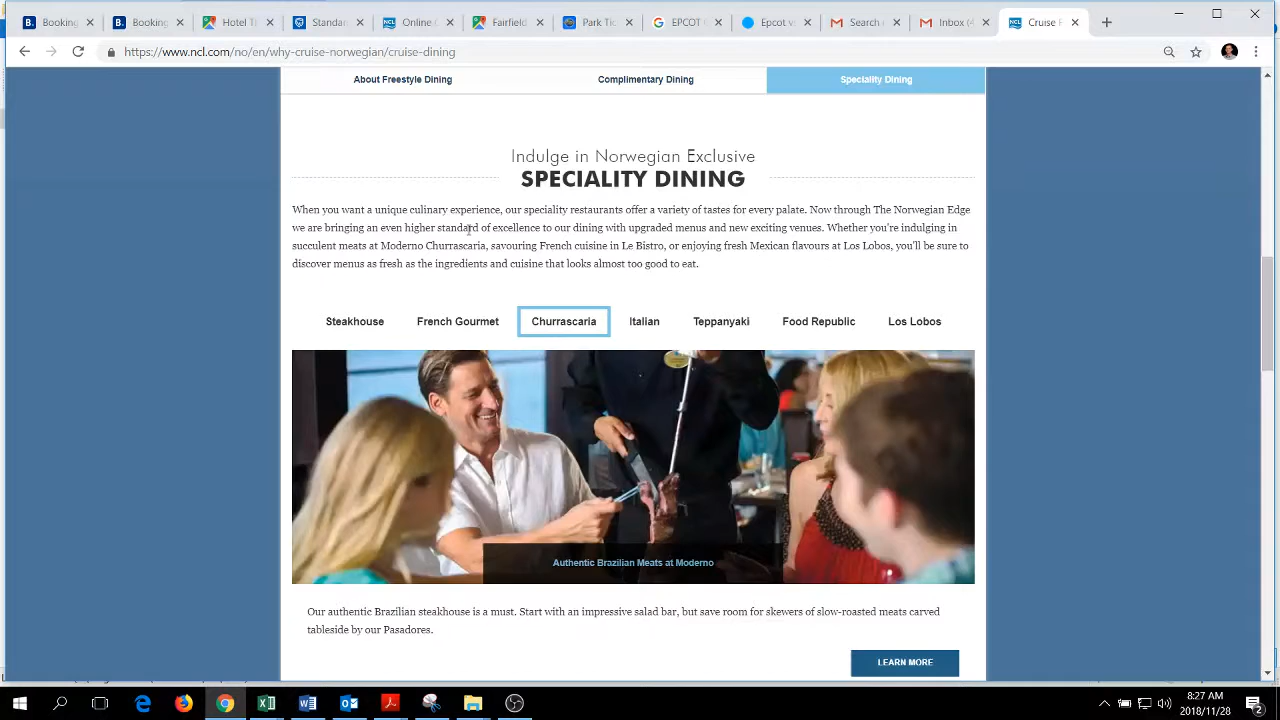 Booking
Booking
Hotel T
Standar
Online C
Fairfield
Park Tic
EPCOT
Epcot v
Search
Inbox (4
Cruise F
https://www.ncl.com/no/en/why-cruise-norwegian/cruise-dining
About Freestyle Dining
Complimentary Dining
Speciality Dining
Indulge in Norwegian Exclusive
SPECIALITY DINING
When you want a unique culinary experience, our speciality restaurants offer a variety of tastes for every palate. Now through The Norwegian Edge
we are bringing an even higher standard of excellence to our dining with upgraded menus and new exciting venues. Whether you're indulging in
succulent meats at Moderno Churrascaria, savouring French cuisine in Le Bistro, or enjoying fresh Mexican flavours at Los Lobos, you'll be sure to
discover menus as fresh as the ingredients and cuisine that looks almost too good to eat.
Steakhouse
French Gourmet
Churrascaria
Italian
Teppanyaki
Food Republic
Los Lobos
Authentic Brazilian Meats at Moderno
Our authentic Brazilian steakhouse is a must. Start with an impressive salad bar, but save room for skewers of slow-roasted meats carved
tableside by our Pasadores.
LEARN MORE
8:27 AM
2018/11/28
2